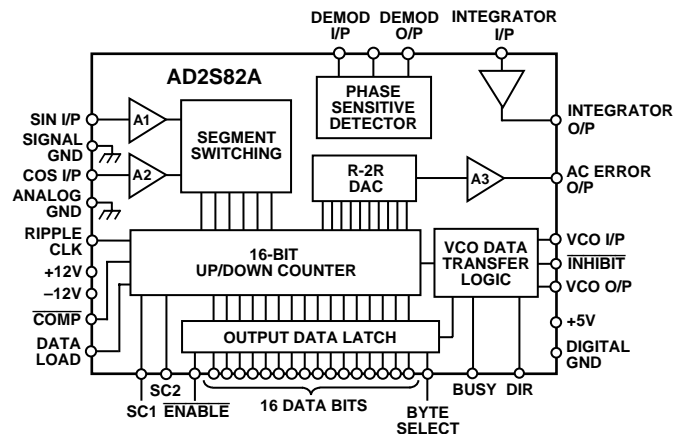 DEMOD I/P
DEMOD O/P
INTEGRATOR I/P
AD2S82A
SIN I/P
SIGNAL GND
COS I/P
ANALOG GND
RIPPLE CLK
+12V
–12V
COMP
DATA LOAD
A1
A2
SEGMENT SWITCHING
PHASE SENSITIVE DETECTOR
R-2R DAC
A3
INTEGRATOR O/P
AC ERROR O/P
16-BIT UP/DOWN COUNTER
VCO DATA TRANSFER LOGIC
VCO I/P
INHIBIT
VCO O/P
+5V
DIGITAL GND
OUTPUT DATA LATCH
SC1
SC2
ENABLE
16 DATA BITS
BYTE SELECT
BUSY
DIR